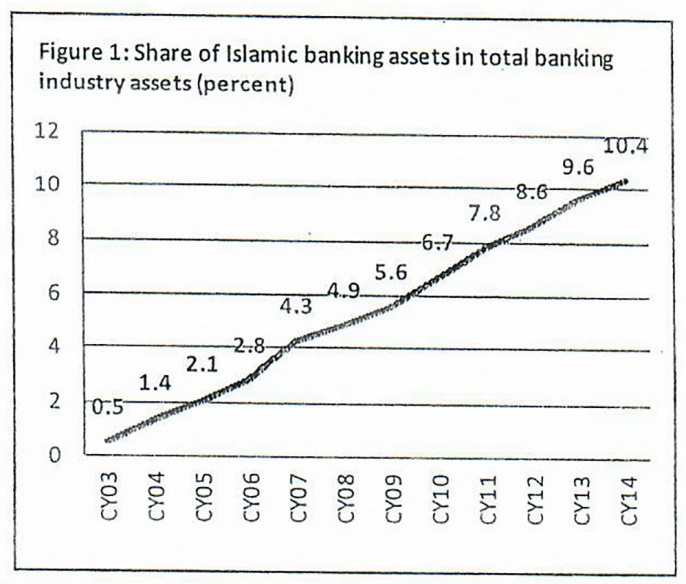 Figure 1: Share of Islamic banking assets in total banking
industry assets (percent)
12
10
8
6
4
2
0
0.5
1.4
2.1
2.8
4.3
4.9
5.6
6.7
7.8
8.6
9.6
10.4
CY03
CY04
CY05
CY06
CY07
CY08
CY09
CY10
CY11
CY12
CY13
CY14